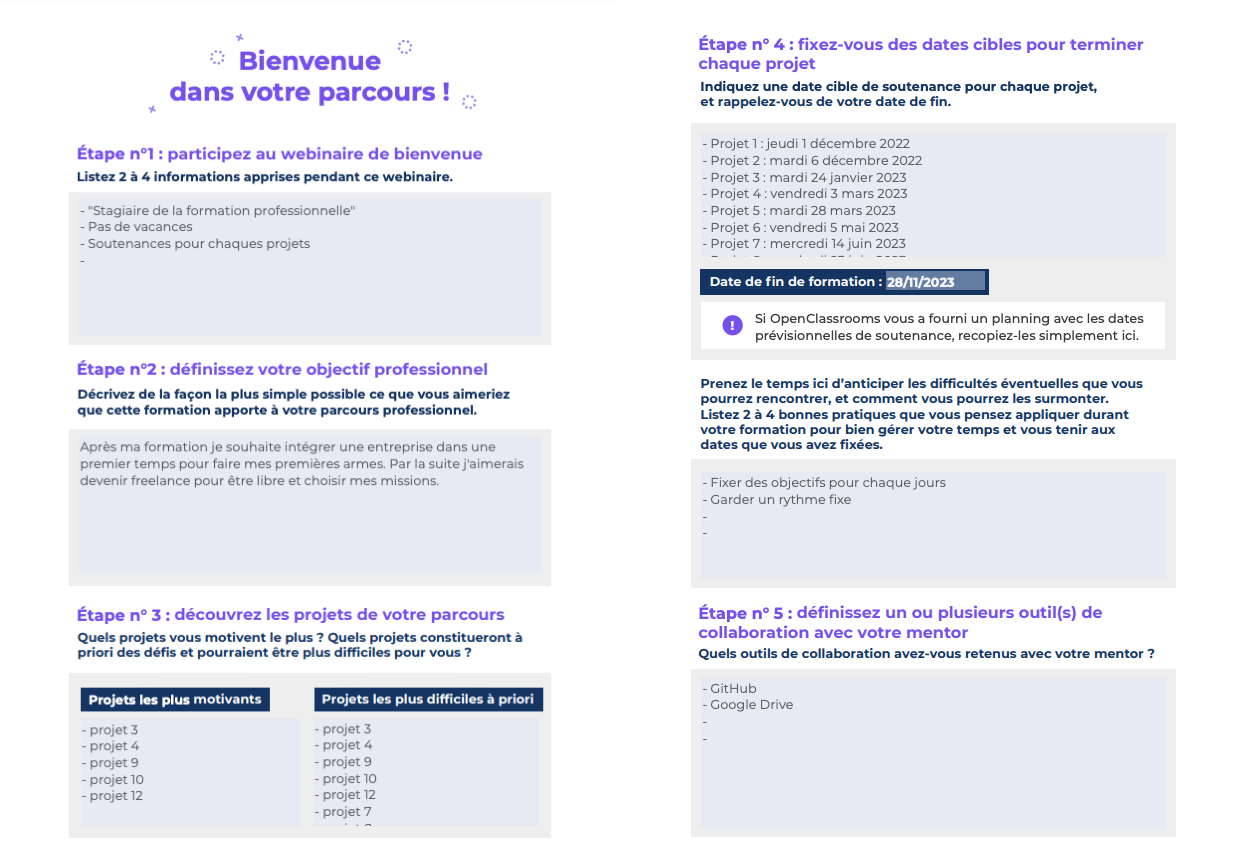 Bienvenue
dans votre parcours !
Étape n°1 : participez au webinaire de bienvenue
Listez 2 à 4 informations apprises pendant ce webinaire.
- "Stagiaire de la formation professionnelle"
- Pas de vacances
- Soutenances pour chaques projets
-
Étape n°2 : définissez votre objectif professionnel
Décrivez de la façon la plus simple possible ce que vous aimeriez
que cette formation apporte à votre parcours professionnel.
Après ma formation je souhaite intégrer une entreprise dans une
premier temps pour faire mes premières armes. Par la suite j'aimerais
devenir freelance pour être libre et choisir mes missions.
Étape n° 3 : découvrez les projets de votre parcours
Quels projets vous motivent le plus ? Quels projets constitueront à
priori des défis et pourraient être plus difficiles pour vous ?
Projets les plus motivants
- projet 3
- projet 4
- projet 9
- projet 10
- projet 12
Projets les plus difficiles à priori
- projet 3
- projet 4
- projet 9
- projet 10
- projet 12
- projet 7
Étape n° 4 : fixez-vous des dates cibles pour terminer
chaque projet
Indiquez une date cible de soutenance pour chaque projet,
et rappelez-vous de votre date de fin.
- Projet 1 : jeudi 1 décembre 2022
- Projet 2 : mardi 6 décembre 2022
- Projet 3 : mardi 24 janvier 2023
- Projet 4 : vendredi 3 mars 2023
- Projet 5 : mardi 28 mars 2023
- Projet 6 : vendredi 5 mai 2023
- Projet 7 : mercredi 14 juin 2023
Date de fin de formation : 28/11/2023
! Si OpenClassrooms vous a fourni un planning avec les dates
prévisionnelles de soutenance, recopiez-les simplement ici.
Prenez le temps ici d'anticiper les difficultés éventuelles que vous
pourrez rencontrer, et comment vous pourrez les surmonter.
Listez 2 à 4 bonnes pratiques que vous pensez appliquer durant
votre formation pour bien gérer votre temps et vous tenir aux
dates que vous avez fixées.
- Fixer des objectifs pour chaque jours
- Garder un rythme fixe
-
-
Étape n° 5 : définissez un ou plusieurs outil(s) de
collaboration avec votre mentor
Quels outils de collaboration avez-vous retenus avec votre mentor ?
- GitHub
- Google Drive
-
-